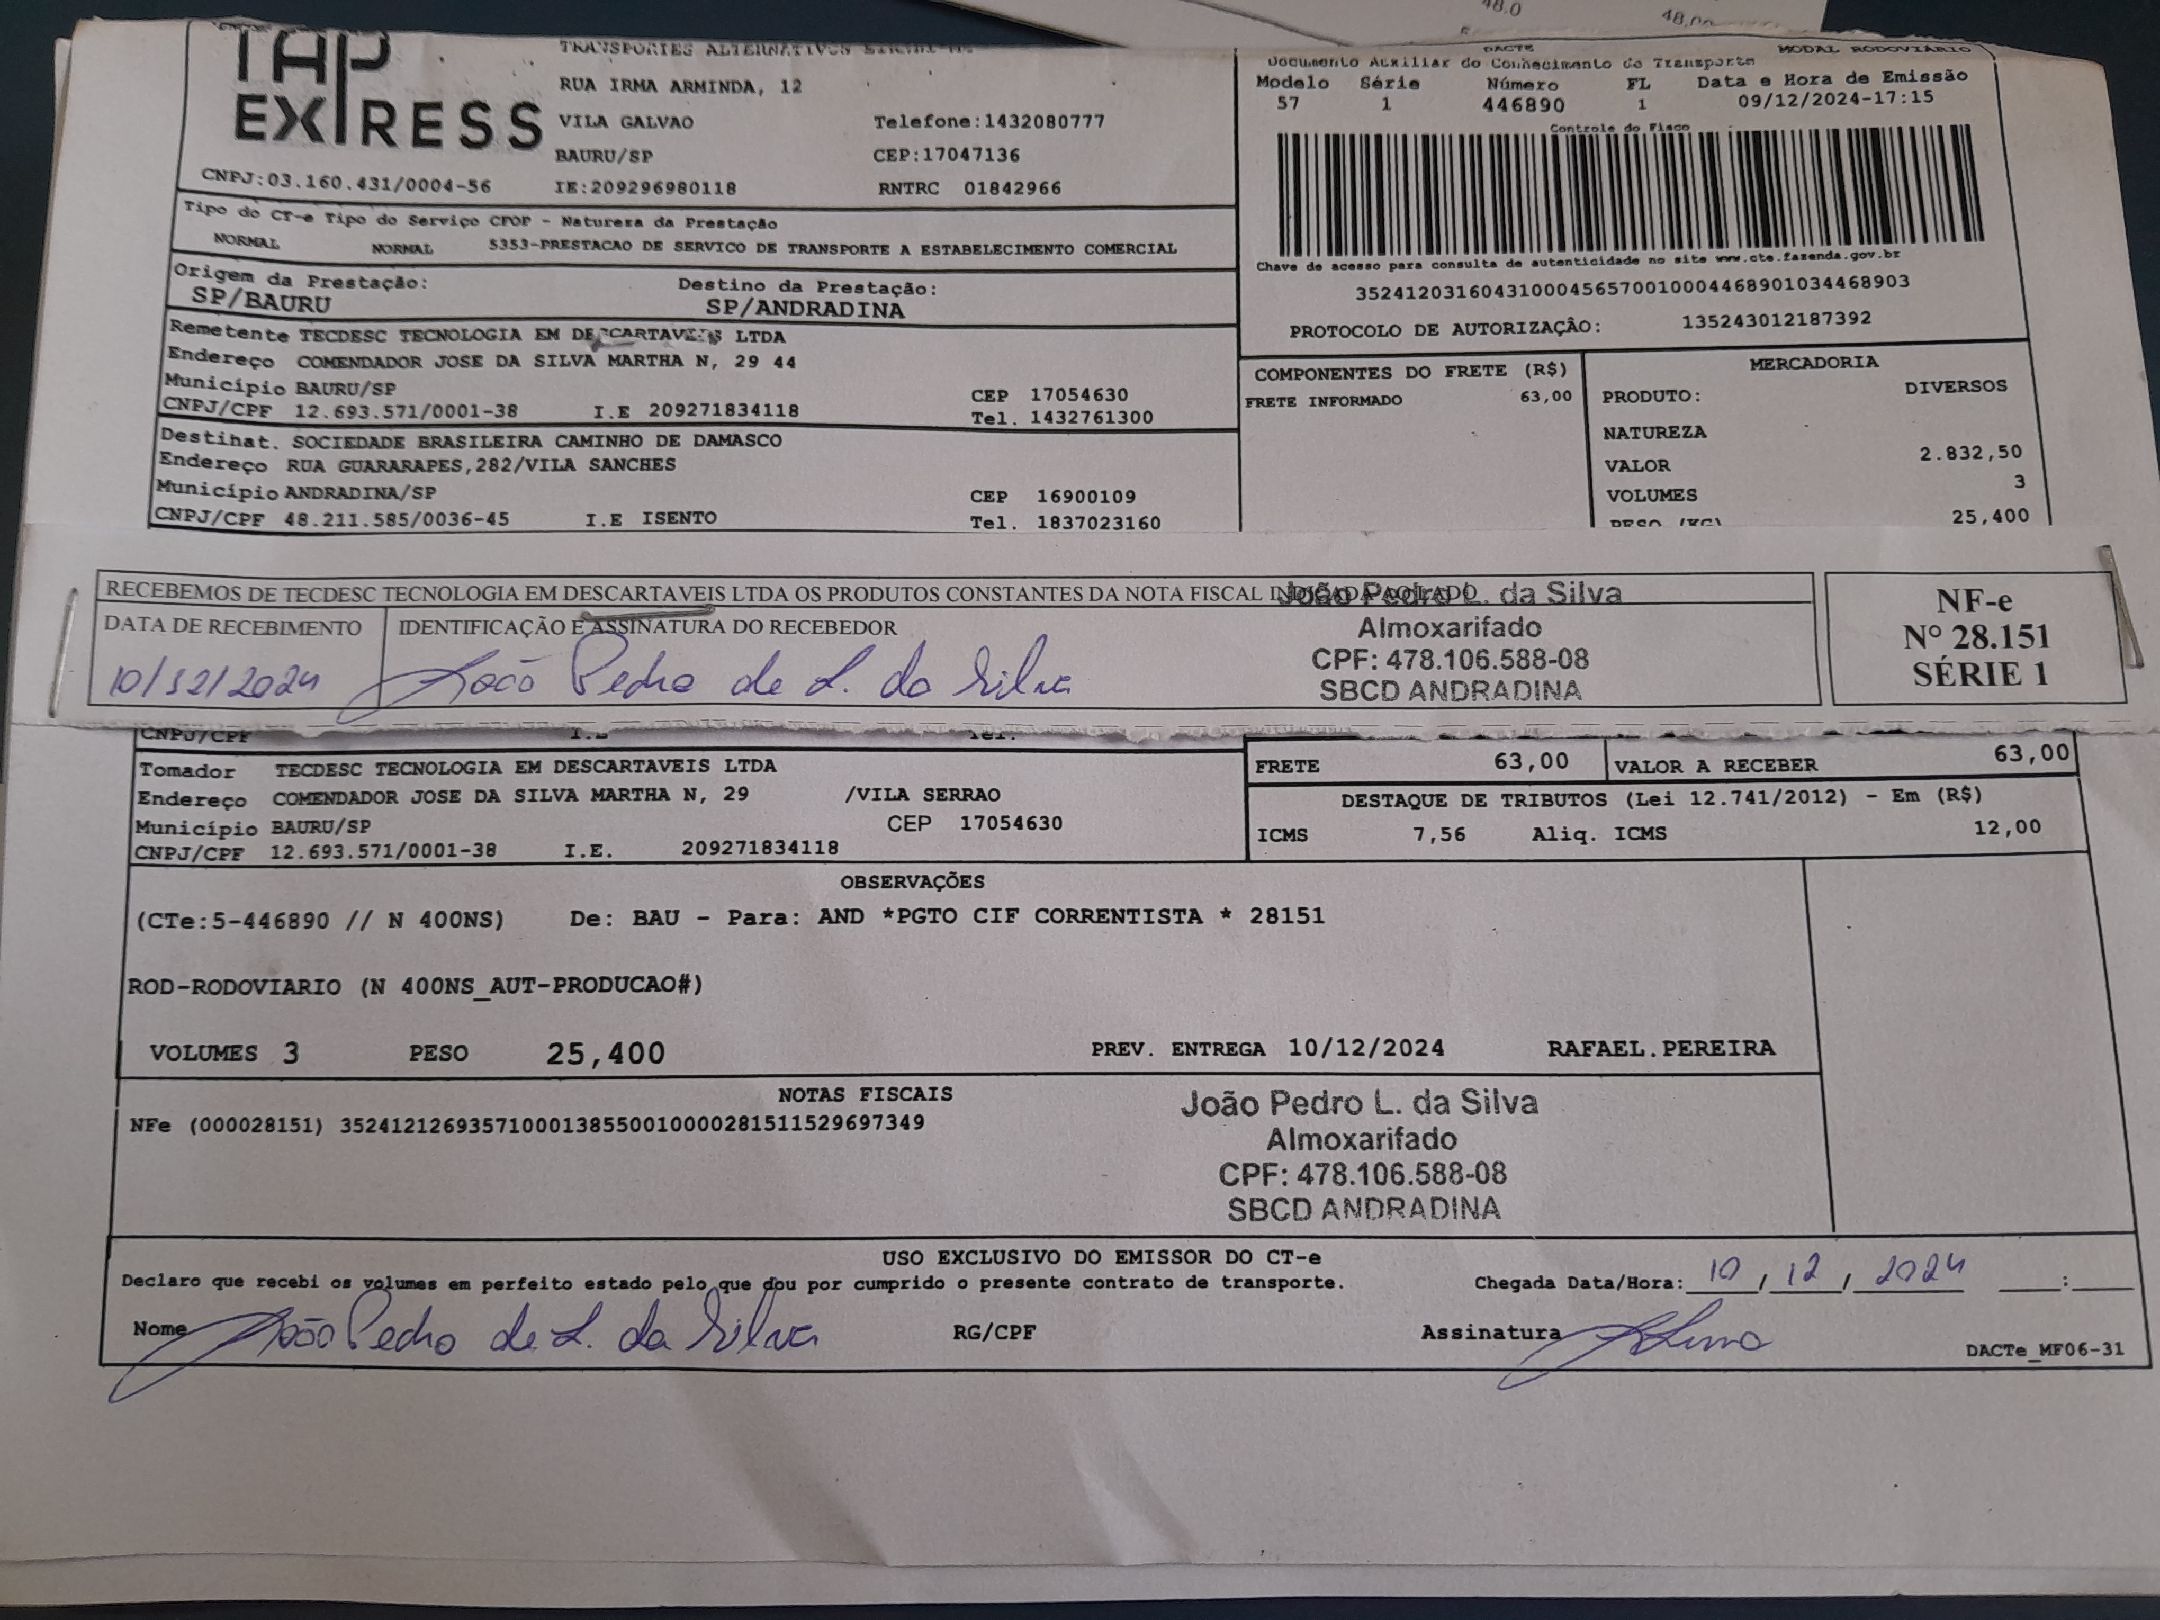 48,0
48,00
TAP EXPRESS
TRANSPORTES ALTERNATIVOS
RUA IRMA ARMINDA, 12
VILA GALVAO Telefone:1432080777
BAURU/SP CEP:17047136
CNPJ:03.160.431/0004-56 IE:209296980118 RNTRC 01842966
DACTE MODAL RODOVIÁRIO
Documento Auxiliar do Conhecimento de Transporte
Modelo Série Número FL Data e Hora de Emissão
57 1 446890 1 09/12/2024-17:15
Controle do Fisco
Chave de acesso para consulta de autenticidade no site www.cte.fazenda.gov.br
35241203160431000456570010004468901034468903
PROTOCOLO DE AUTORIZAÇÃO: 135243012187392
Tipo do CT-e Tipo do Serviço CFOP - Natureza da Prestação
NORMAL NORMAL 5353-PRESTACAO DE SERVICO DE TRANSPORTE A ESTABELECIMENTO COMERCIAL
Origem da Prestação: Destino da Prestação:
SP/BAURU SP/ANDRADINA
Remetente TECDESC TECNOLOGIA EM DESCARTAVEIS LTDA
Endereço COMENDADOR JOSE DA SILVA MARTHA N, 29 44
Município BAURU/SP CEP 17054630
CNPJ/CPF 12.693.571/0001-38 I.E 209271834118 Tel. 1432761300
Destinat. SOCIEDADE BRASILEIRA CAMINHO DE DAMASCO
Endereço RUA GUARARAPES,282/VILA SANCHES
Município ANDRADINA/SP CEP 16900109
CNPJ/CPF 48.211.585/0036-45 I.E ISENTO Tel. 1837023160
COMPONENTES DO FRETE (R$)
FRETE INFORMADO 63,00
MERCADORIA
PRODUTO: DIVERSOS
NATUREZA
VALOR 2.832,50
VOLUMES 3
PESO (KG) 25,400
RECEBEMOS DE TECDESC TECNOLOGIA EM DESCARTAVEIS LTDA OS PRODUTOS CONSTANTES DA NOTA FISCAL INDICADA AO LADO
DATA DE RECEBIMENTO IDENTIFICAÇÃO E ASSINATURA DO RECEBEDOR
10/12/2024 João Pedro de L. da Silva
João Pedro L. da Silva
Almoxarifado
CPF: 478.106.588-08
SBCD ANDRADINA
NF-e
Nº 28.151
SÉRIE 1
CNPJ/CPF I.E Tel.
Tomador TECDESC TECNOLOGIA EM DESCARTAVEIS LTDA
Endereço COMENDADOR JOSE DA SILVA MARTHA N, 29 /VILA SERRAO
Município BAURU/SP CEP 17054630
CNPJ/CPF 12.693.571/0001-38 I.E. 209271834118
FRETE 63,00 VALOR A RECEBER 63,00
DESTAQUE DE TRIBUTOS (Lei 12.741/2012) - Em (R$)
ICMS 7,56 Aliq. ICMS 12,00
OBSERVAÇÕES
(CTe:5-446890 // N 400NS) De: BAU - Para: AND *PGTO CIF CORRENTISTA * 28151
ROD-RODOVIARIO (N 400NS_AUT-PRODUCAO#)
VOLUMES 3 PESO 25,400 PREV. ENTREGA 10/12/2024 RAFAEL.PEREIRA
NOTAS FISCAIS
NFe (000028151) 35241212693571000138550010000281511529697349
João Pedro L. da Silva
Almoxarifado
CPF: 478.106.588-08
SBCD ANDRADINA
USO EXCLUSIVO DO EMISSOR DO CT-e
Declaro que recebi os volumes em perfeito estado pelo que dou por cumprido o presente contrato de transporte. Chegada Data/Hora: 10 / 12 / 2024 :
Nome João Pedro de L. da Silva RG/CPF Assinatura
DACTe_MF06-31